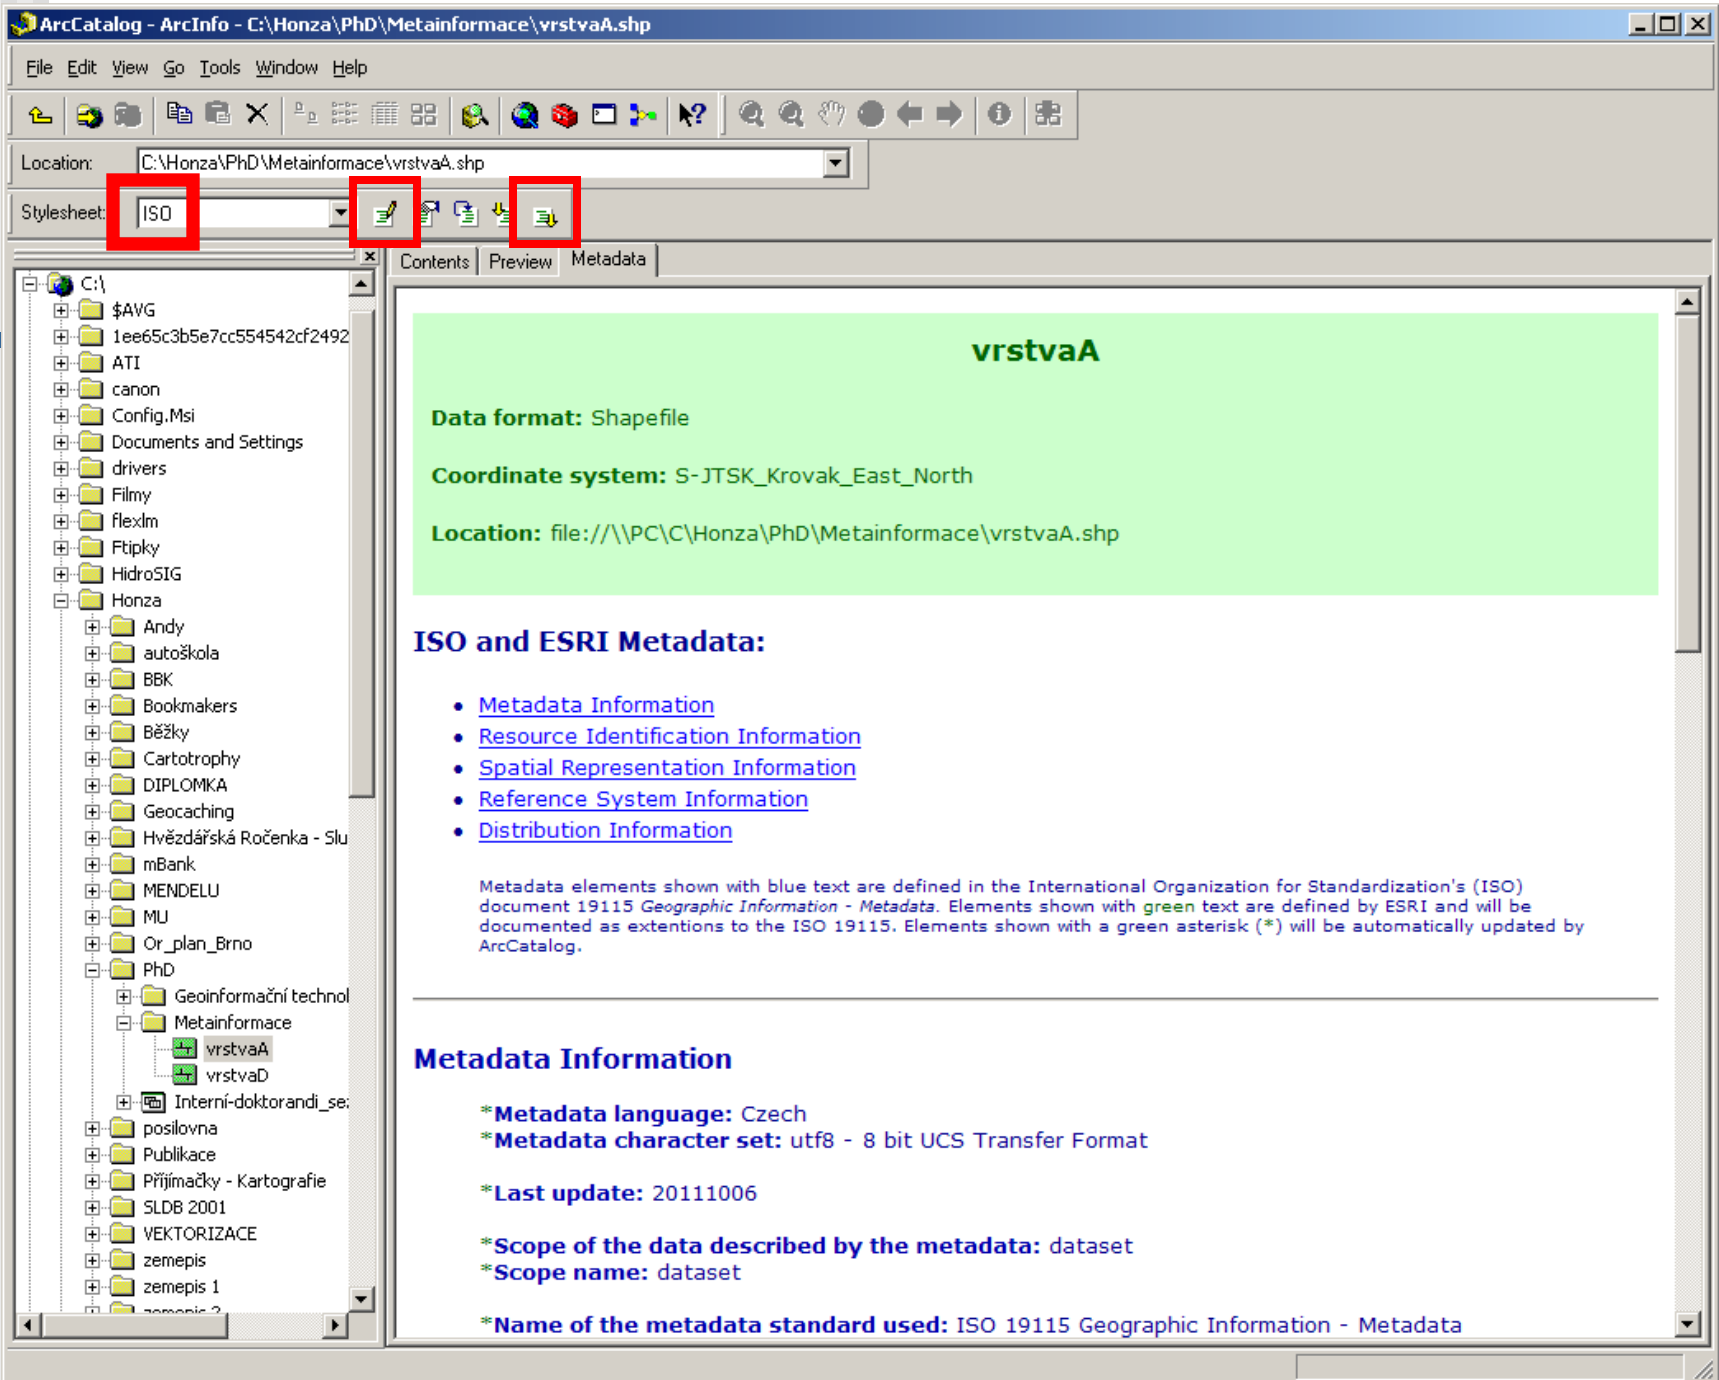 ArcCatalog - ArcInfo - C:\Honza\PhD\Metainformace\vrstvaA.shp
File Edit View Go Tools Window Help
Location: C:\Honza\PhD\Metainformace\vrstvaA.shp
Stylesheet: ISO
Contents Preview Metadata
C:\
$AVG
1ee65c3b5e7cc554542cf2492
ATI
canon
Config.Msi
Documents and Settings
drivers
Filmy
flexlm
Ftipky
HidroSIG
Honza
Andy
autoškola
BBK
Bookmakers
Běžky
Cartotrophy
DIPLOMKA
Geocaching
Hvězdářská Ročenka - Slu
mBank
MENDELU
MU
Or_plan_Brno
PhD
Geoinformační technol
Metainformace
vrstvaA
vrstvaD
Interní-doktorandi_se
posilovna
Publikace
Přijímačky - Kartografie
SLDB 2001
VEKTORIZACE
zemepis
zemepis 1
zemepis 2
vrstvaA
Data format: Shapefile
Coordinate system: S-JTSK_Krovak_East_North
Location: file://\\PC\C\Honza\PhD\Metainformace\vrstvaA.shp
ISO and ESRI Metadata:
• Metadata Information
• Resource Identification Information
• Spatial Representation Information
• Reference System Information
• Distribution Information
Metadata elements shown with blue text are defined in the International Organization for Standardization's (ISO)
document 19115 Geographic Information - Metadata. Elements shown with green text are defined by ESRI and will be
documented as extentions to the ISO 19115. Elements shown with a green asterisk (*) will be automatically updated by
ArcCatalog.
Metadata Information
*Metadata language: Czech
*Metadata character set: utf8 - 8 bit UCS Transfer Format
*Last update: 20111006
*Scope of the data described by the metadata: dataset
*Scope name: dataset
*Name of the metadata standard used: ISO 19115 Geographic Information - Metadata